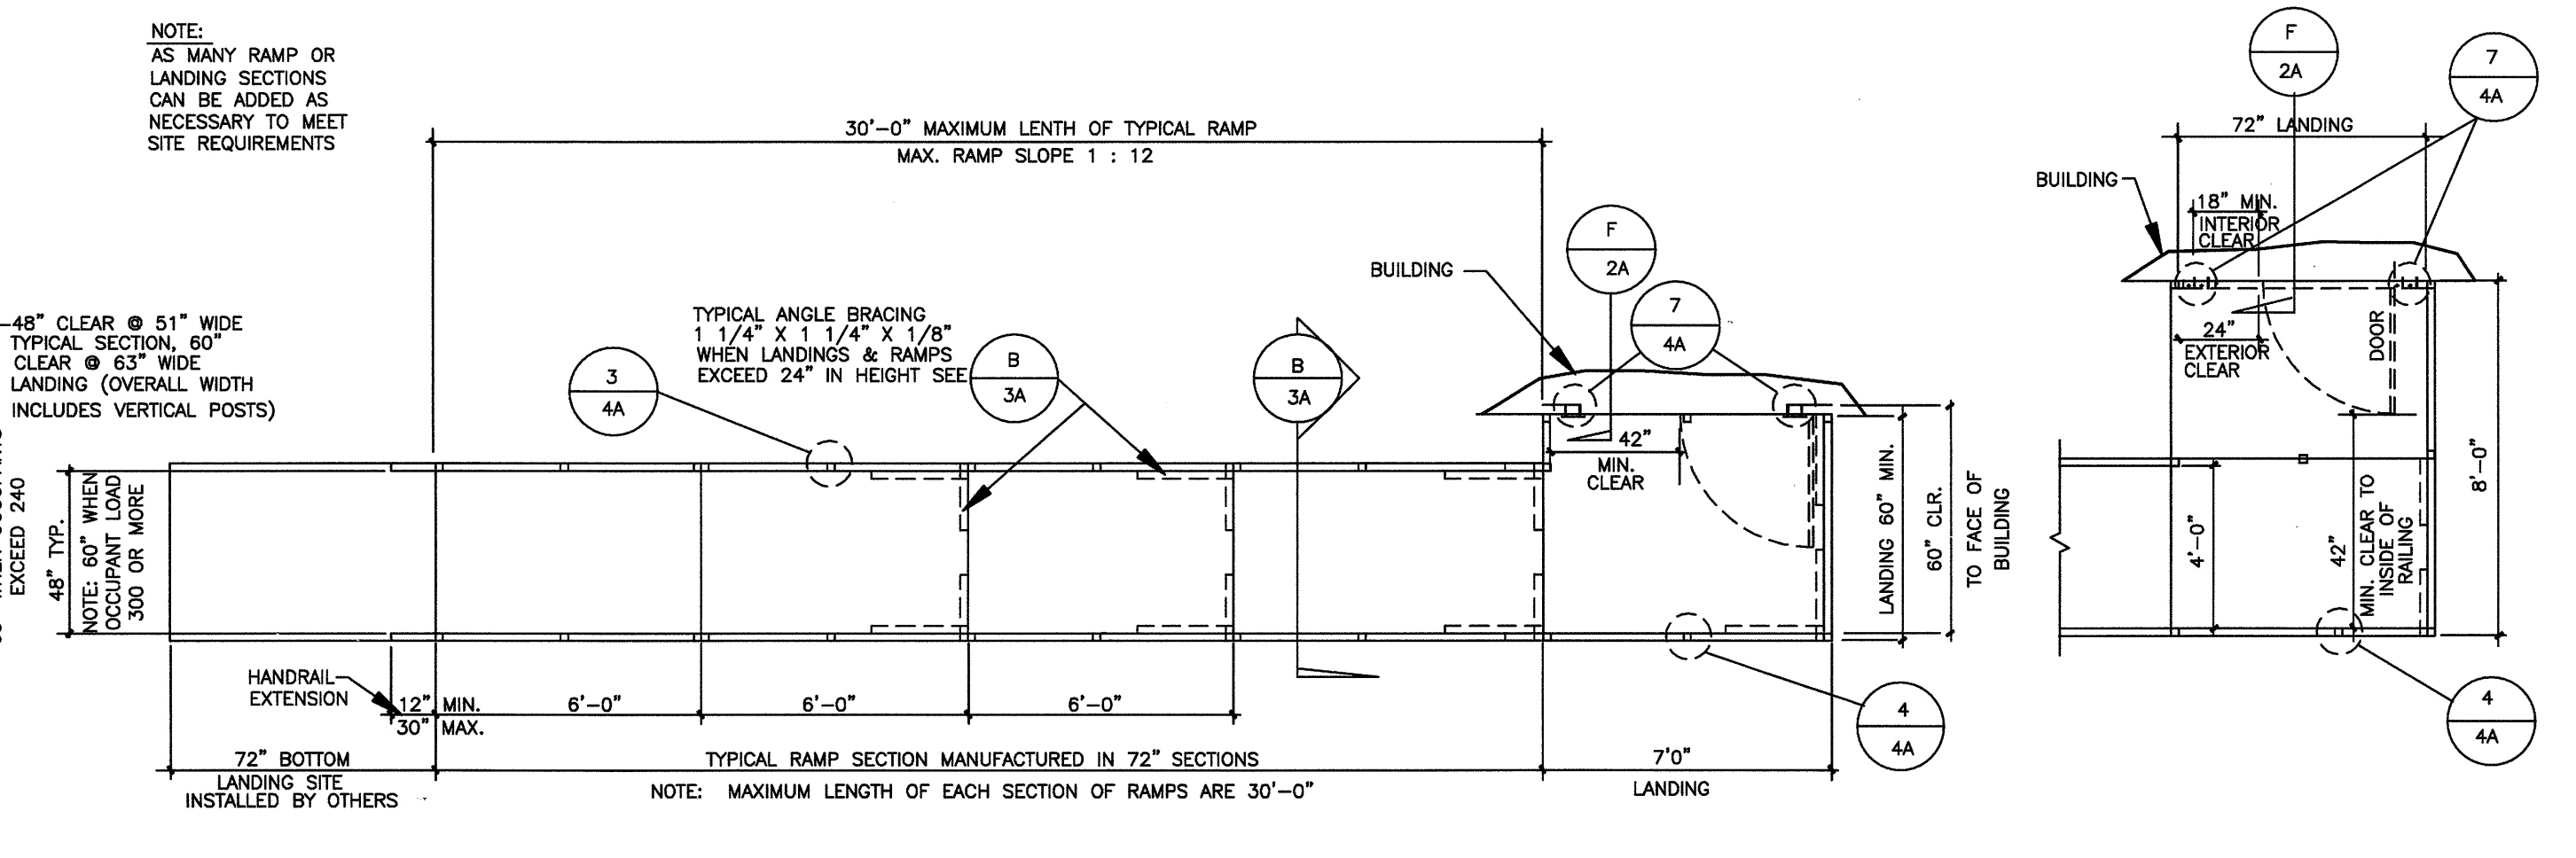 NOTE:
AS MANY RAMP OR
LANDING SECTIONS
CAN BE ADDED AS
NECESSARY TO MEET
SITE REQUIREMENTS
30'-0" MAXIMUM LENTH OF TYPICAL RAMP
MAX. RAMP SLOPE 1 : 12
-48" CLEAR @ 51" WIDE
TYPICAL SECTION, 60"
CLEAR @ 63" WIDE
LANDING (OVERALL WIDTH
INCLUDES VERTICAL POSTS)
EXCEED 240
48" TYP.
NOTE: 60" WHEN
OCCUPANT LOAD
300 OR MORE
3
4A
TYPICAL ANGLE BRACING
1 1/4" X 1 1/4" X 1/8"
WHEN LANDINGS & RAMPS
EXCEED 24" IN HEIGHT SEE
B
3A
B
3A
BUILDING
F
2A
7
4A
42"
MIN.
CLEAR
LANDING 60" MIN.
60" CLR.
TO FACE OF
BUILDING
HANDRAIL
EXTENSION
12" MIN.
30" MAX.
6'-0"
6'-0"
6'-0"
72" BOTTOM
LANDING SITE
INSTALLED BY OTHERS
TYPICAL RAMP SECTION MANUFACTURED IN 72" SECTIONS
NOTE: MAXIMUM LENGTH OF EACH SECTION OF RAMPS ARE 30'-0"
7'0"
LANDING
4
4A
F
2A
7
4A
72" LANDING
BUILDING
18" MIN.
INTERIOR
CLEAR
24"
EXTERIOR
CLEAR
DOOR
8'-0"
4'-0"
42"
MIN. CLEAR TO
INSIDE OF
RAILING
4
4A